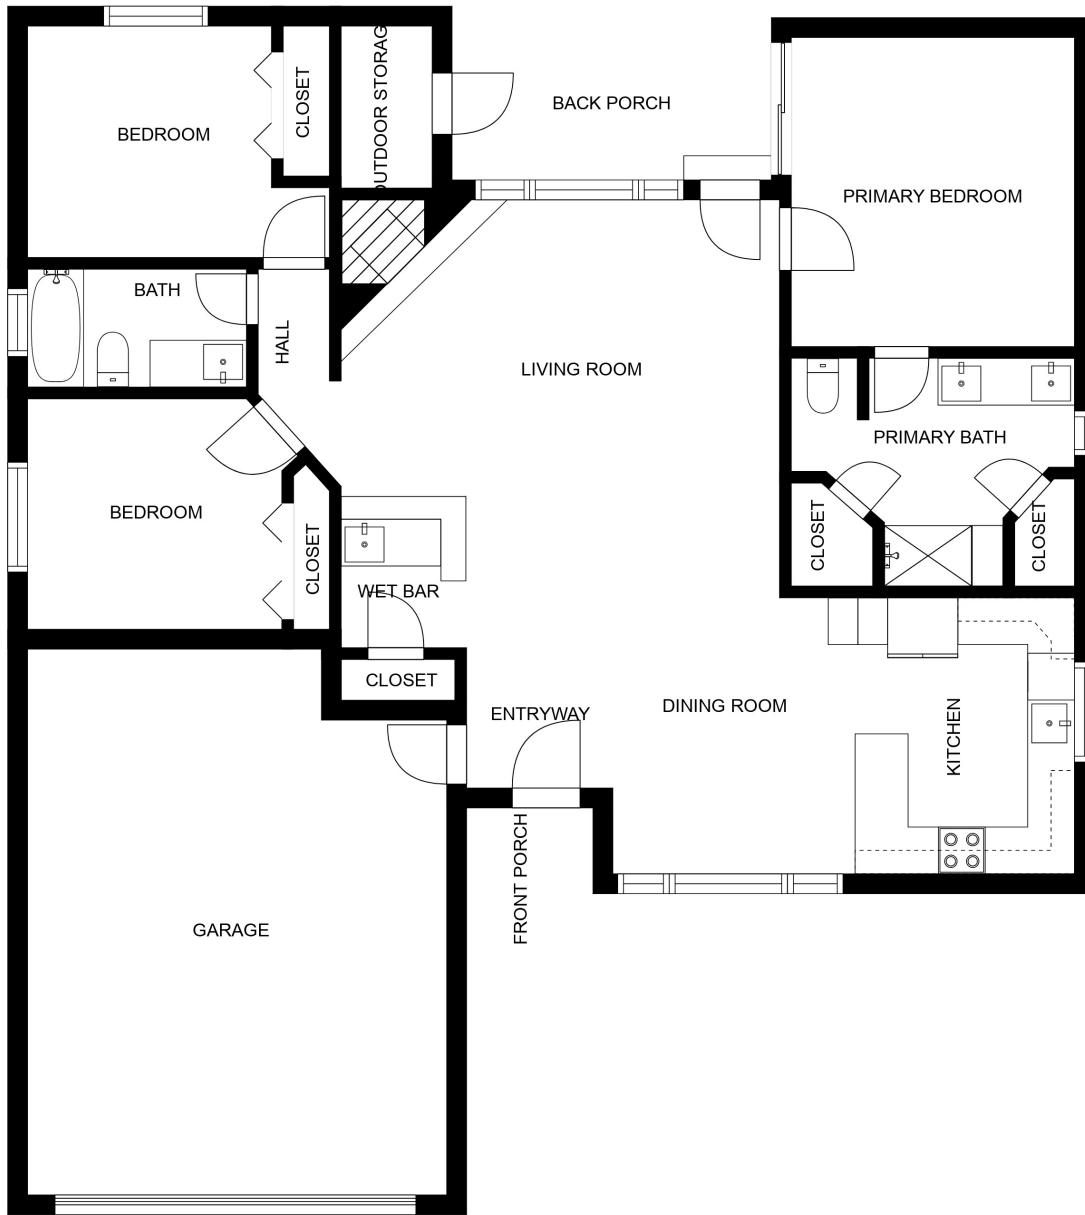 BEDROOM
CLOSET
OUTDOOR STORAG
BACK PORCH
PRIMARY BEDROOM
BATH
HALL
LIVING ROOM
PRIMARY BATH
BEDROOM
CLOSET
CLOSET
CLOSET
WET BAR
CLOSET
ENTRYWAY
DINING ROOM
KITCHEN
FRONT PORCH
GARAGE